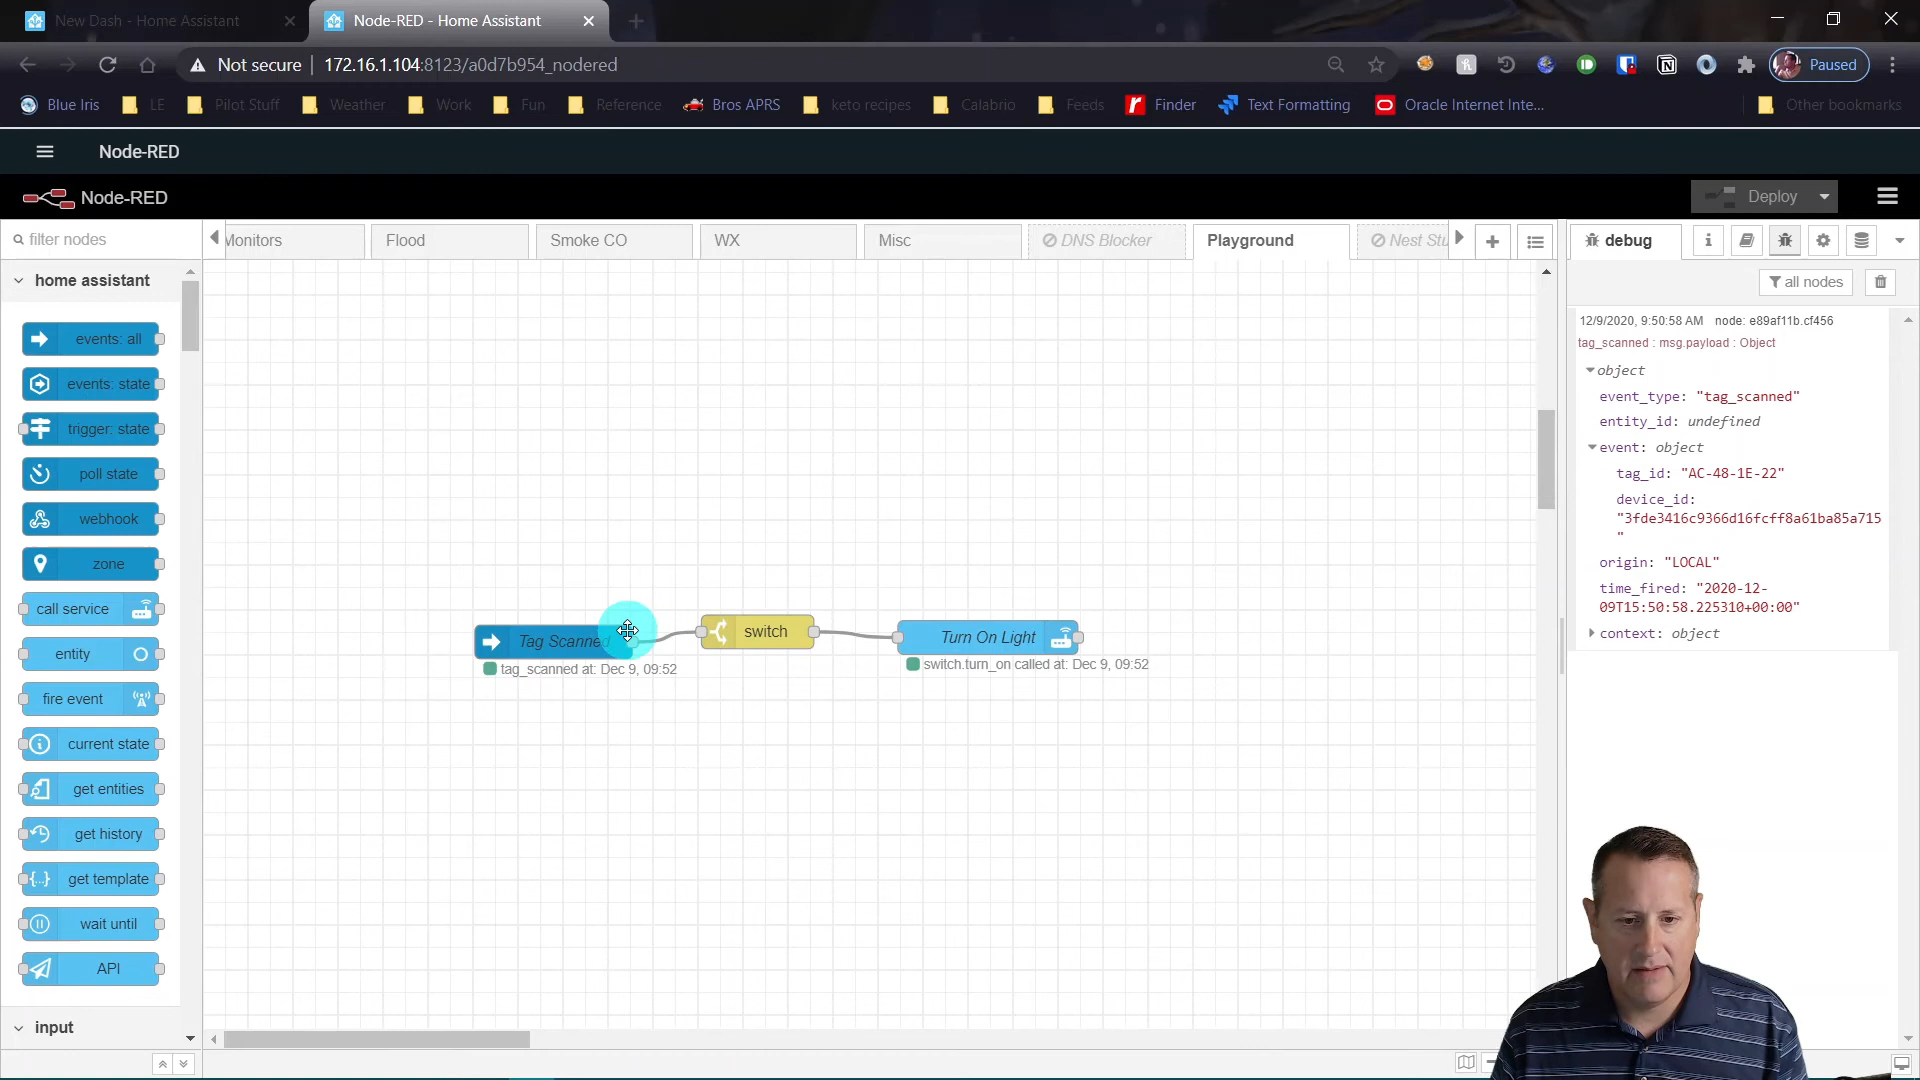 New Dash - Home Assistant
Node-RED - Home Assistant
Not secure
172.16.1.104:8123/a0d7b954_nodered
Paused
Blue Iris
LE
Pilot Stuff
Weather
Work
Fun
Reference
Bros APRS
keto recipes
Calabrio
Feeds
Finder
Text Formatting
Oracle Internet Inte...
Other bookmarks
Node-RED
Node-RED
Deploy
filter nodes
Monitors
Flood
Smoke CO
WX
Misc
DNS Blocker
Playground
Nest Stu
debug
all nodes
home assistant
events: all
events: state
trigger: state
poll state
webhook
zone
call service
entity
fire event
current state
get entities
get history
get template
wait until
API
input
Tag Scanned
tag_scanned at: Dec 9, 09:52
switch
Turn On Light
switch.turn_on called at: Dec 9, 09:52
12/9/2020, 9:50:58 AM node: e89af11b.cf456
tag_scanned : msg.payload : Object
object
event_type: "tag_scanned"
entity_id: undefined
event: object
tag_id: "AC-48-1E-22"
device_id:
"3fde3416c9366d16fcff8a61ba85a715
"
origin: "LOCAL"
time_fired: "2020-12-
09T15:50:58.225310+00:00"
context: object